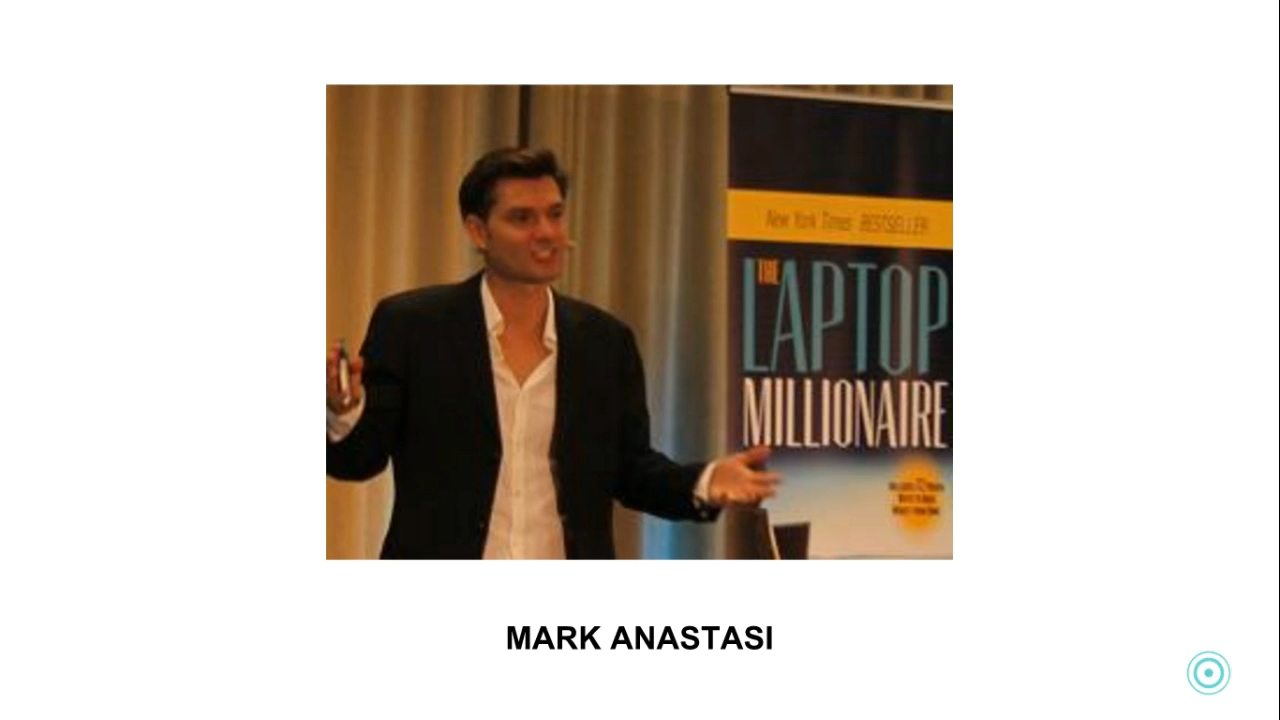 New York Times BESTSELLER
THE
LAPTOP
MILLIONAIRE
MARK ANASTASI